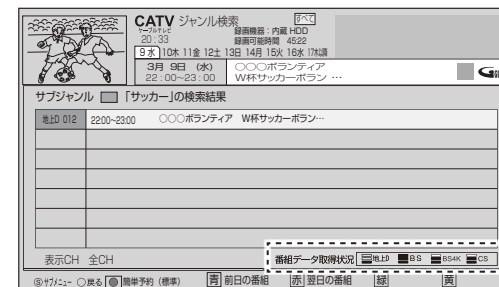 CATV ジャンル検索 すべて
ケーブルテレビ
20:33
録画機器：内蔵 HDD
録画可能時間 45:22
9水 10木 11金 12土 13日 14月 15火 16水 17木
3月 9日 (水) ○○○ボランティア
22:00~23:00 W杯サッカーボラン …
サブジャンル 「サッカー」の検索結果
地上D 012 22:00~23:00 ○○○ボランティア W杯サッカーボラン…
表示CH 全CH 番組データ取得状況 地上D BS BS4K CS
Ⓢサブメニュー ○戻る 簡単予約（標準） 青 前日の番組 赤 翌日の番組 緑 黄